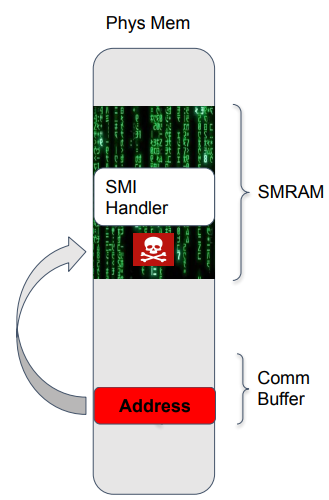 Phys Mem
SMI
Handler
SMRAM
Comm
Buffer
Address